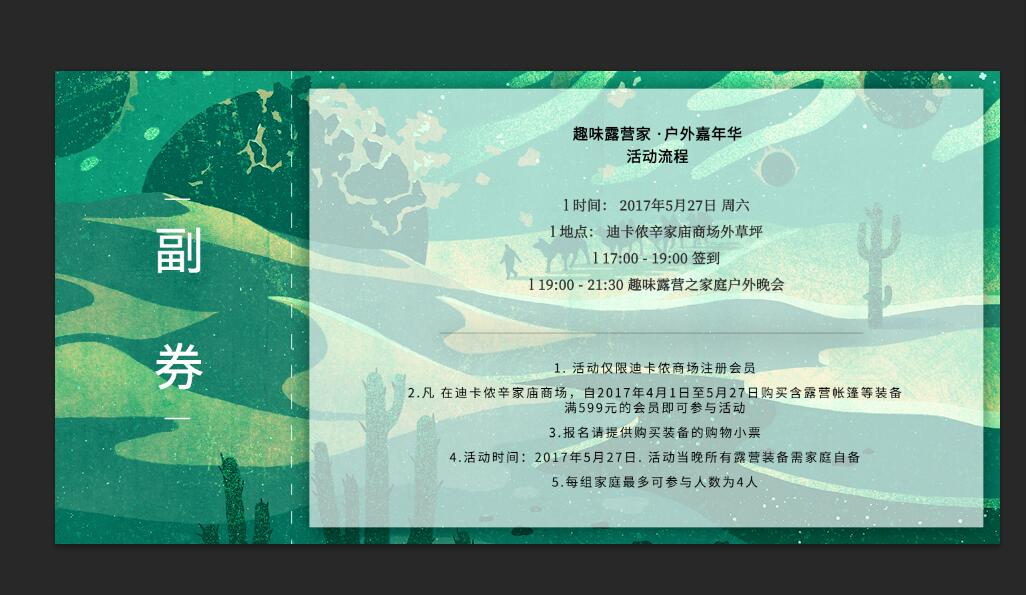 副
券
趣味露营家 ·户外嘉年华
活动流程
l 时间： 2017年5月27日 周六
l 地点： 迪卡侬辛家庙商场外草坪
l 17:00 - 19:00 签到
l 19:00 - 21:30 趣味露营之家庭户外晚会
1. 活动仅限迪卡侬商场注册会员
2.凡 在迪卡侬辛家庙商场，自2017年4月1日至5月27日购买含露营帐篷等装备
满599元的会员即可参与活动
3.报名请提供购买装备的购物小票
4.活动时间：2017年5月27日. 活动当晚所有露营装备需家庭自备
5.每组家庭最多可参与人数为4人